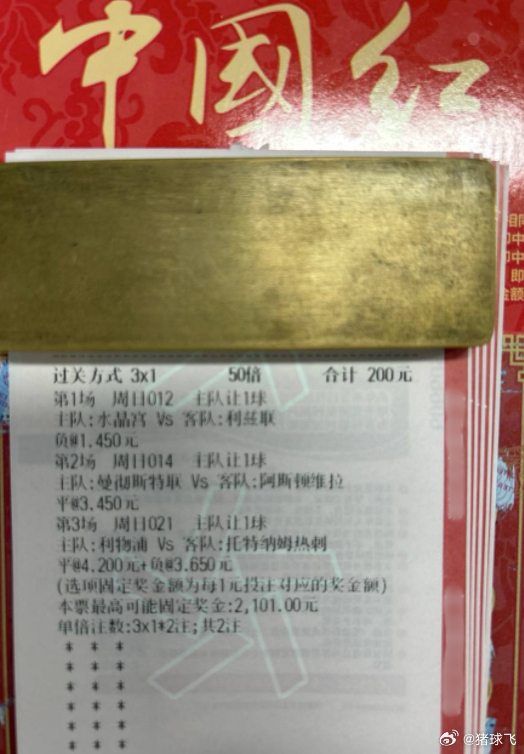 中國红
相同
即
金额
过关方式 3x1 50倍 合计 200元
第1场 周日012 主队让1球
主队:水晶宫 Vs 客队:利兹联
负@1.450元
第2场 周日014 主队让1球
主队:曼彻斯特联 Vs 客队:阿斯顿维拉
平@3.450元
第3场 周日021 主队让1球
主队:利物浦 Vs 客队:托特纳姆热刺
平@4.200元+负@3.650元
(选项固定奖金额为每1元投注对应的奖金额)
本票最高可能固定奖金:2,101.00元
单倍注数:3x1*2注;共2注
* * *
* * *
* * *
* * *
* * *
* * *
@猪球飞